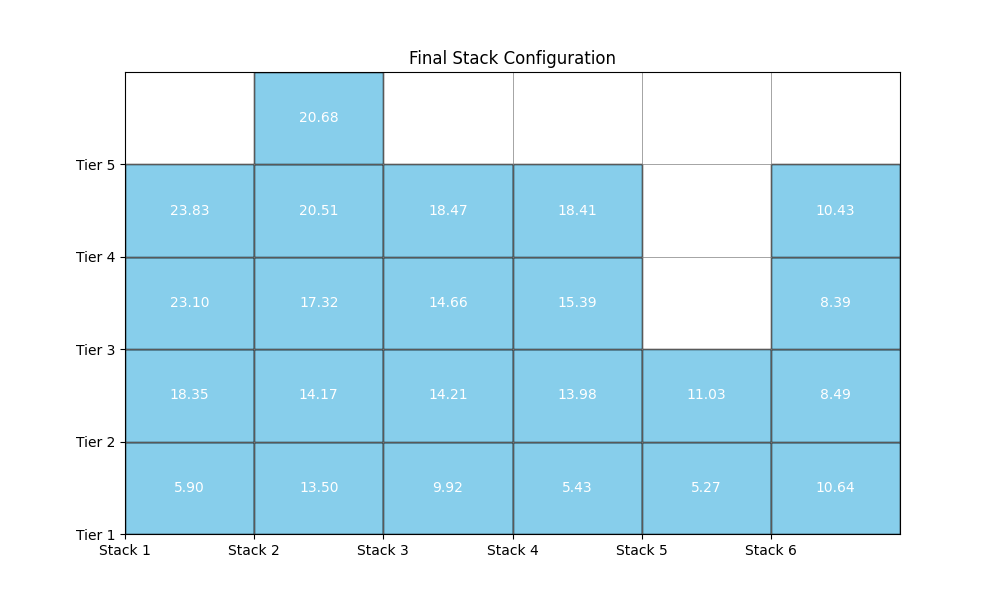 Final Stack Configuration
20.68
Tier 5
23.83 20.51 18.47 18.41 10.43
Tier 4
23.10 17.32 14.66 15.39 8.39
Tier 3
18.35 14.17 14.21 13.98 11.03 8.49
Tier 2
5.90 13.50 9.92 5.43 5.27 10.64
Tier 1
Stack 1 Stack 2 Stack 3 Stack 4 Stack 5 Stack 6